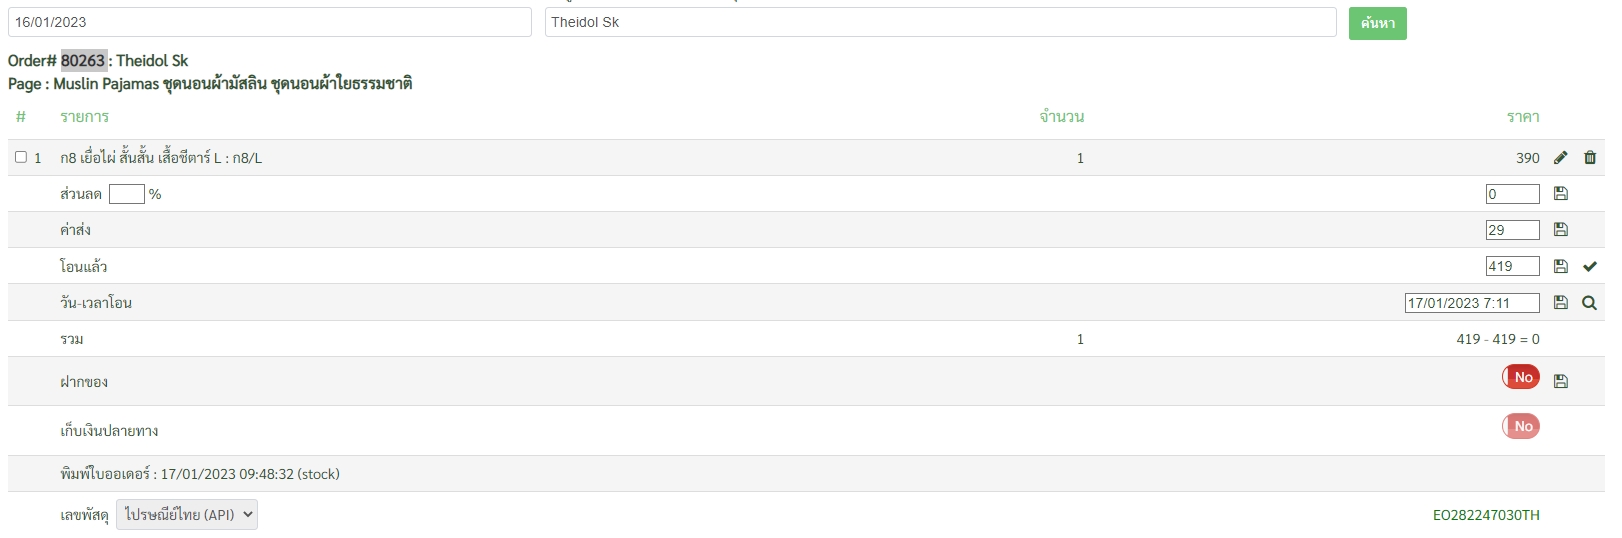 16/01/2023 Theidol Sk ค้นหา
Order# 80263 : Theidol Sk
Page : Muslin Pajamas ชุดนอนผ้ามัสลิน ชุดนอนผ้าใยธรรมชาติ
# รายการ จำนวน ราคา
1 ก8 เยื่อไผ่ สั้นสั้น เสื้อซีตาร์ L : ก8/L 1 390
ส่วนลด % 0
ค่าส่ง 29
โอนแล้ว 419
วัน-เวลาโอน 17/01/2023 7:11
รวม 1 419 - 419 = 0
ฝากของ No
เก็บเงินปลายทาง No
พิมพ์ใบออเดอร์ : 17/01/2023 09:48:32 (stock)
เลขพัสดุ ไปรษณีย์ไทย (API) EO282247030TH